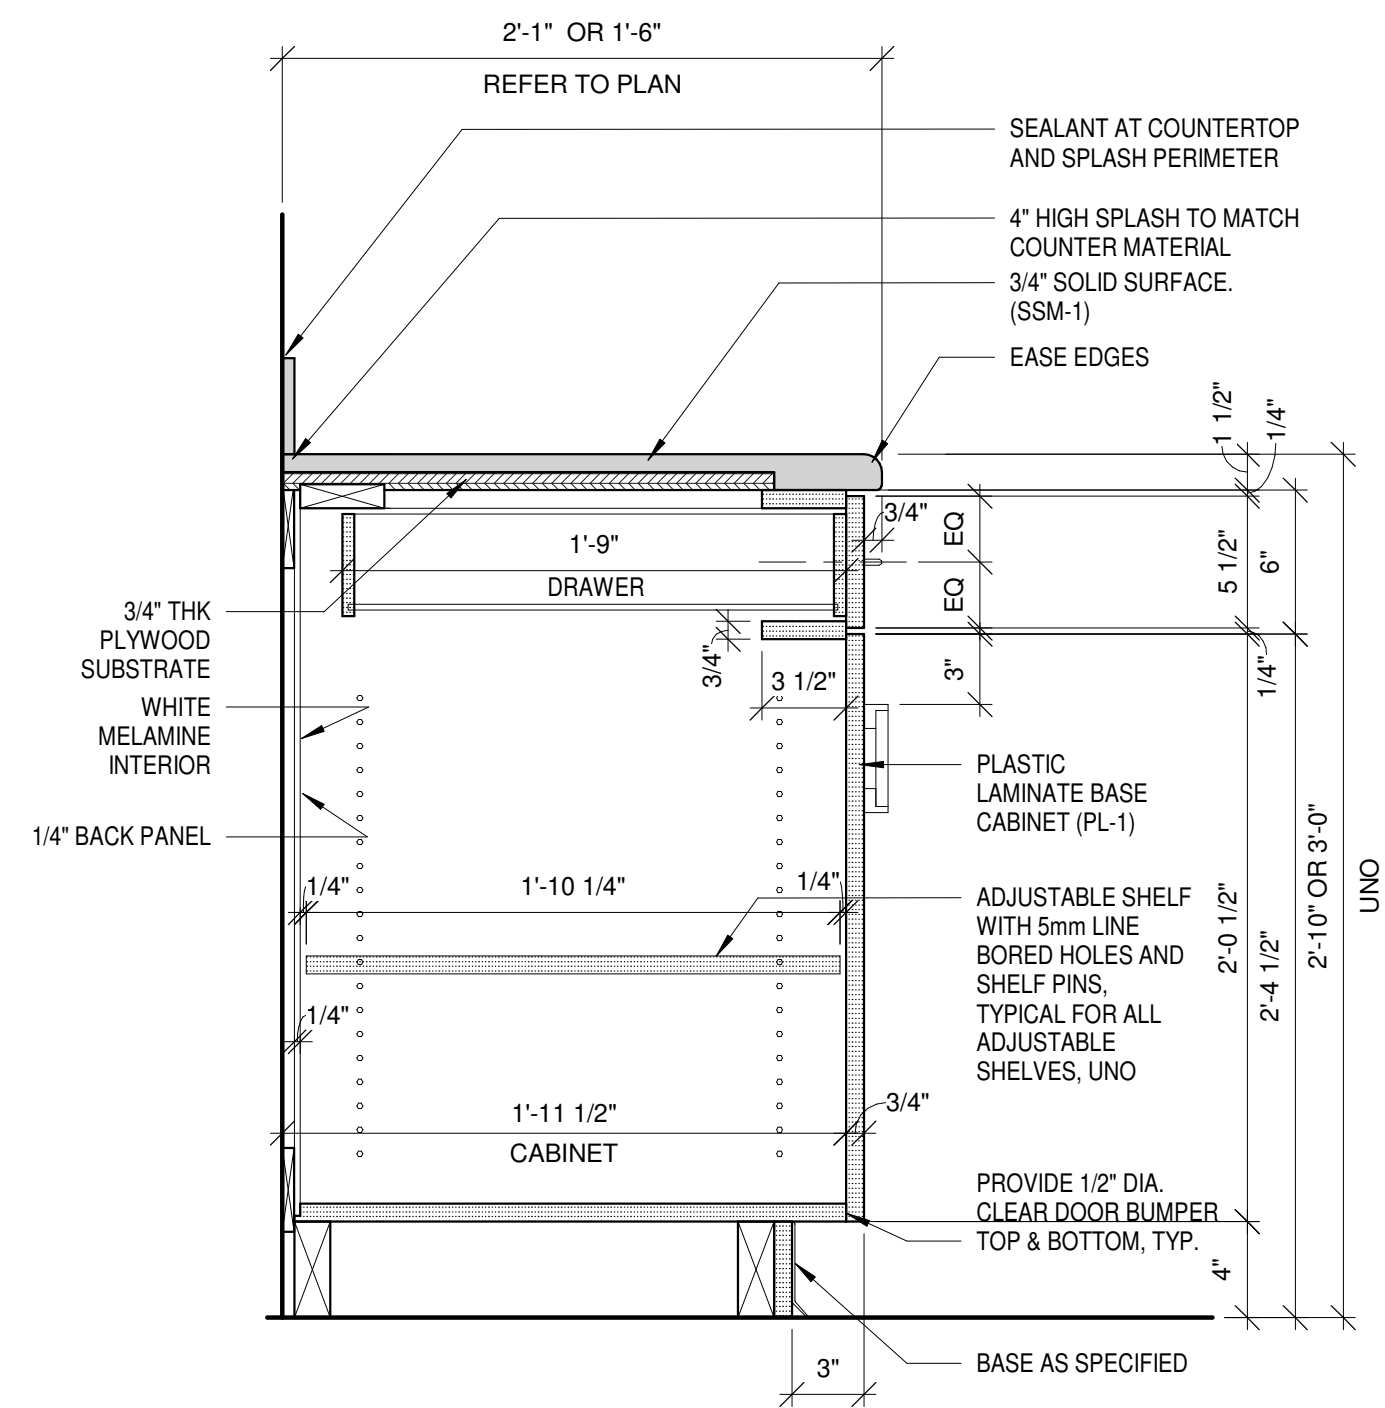 2'-1" OR 1'-6"
REFER TO PLAN
SEALANT AT COUNTERTOP
AND SPLASH PERIMETER
4" HIGH SPLASH TO MATCH
COUNTER MATERIAL
3/4" SOLID SURFACE.
(SSM-1)
EASE EDGES
1 1/2"
1/4"
3/4"
EQ
1'-9"
DRAWER
EQ
5 1/2"
6"
3/4" THK
PLYWOOD
SUBSTRATE
3/4"
3 1/2"
3"
1/4"
WHITE
MELAMINE
INTERIOR
PLASTIC
LAMINATE BASE
CABINET (PL-1)
1/4" BACK PANEL
1/4"
1'-10 1/4"
1/4"
ADJUSTABLE SHELF
WITH 5mm LINE
BORED HOLES AND
SHELF PINS,
TYPICAL FOR ALL
ADJUSTABLE
SHELVES, UNO
2'-0 1/2"
2'-4 1/2"
2'-10" OR 3'-0"
UNO
1/4"
1'-11 1/2"
CABINET
3/4"
PROVIDE 1/2" DIA.
CLEAR DOOR BUMPER
TOP & BOTTOM, TYP.
4"
3"
BASE AS SPECIFIED